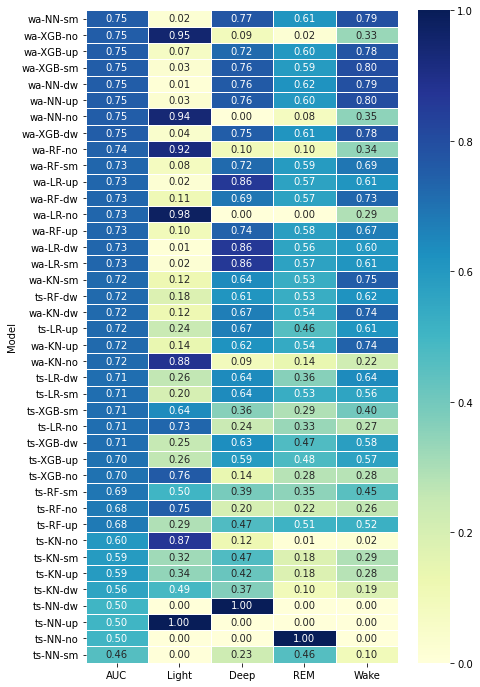 wa-NN-sm 0.75 0.02 0.77 0.61 0.79
wa-XGB-no 0.75 0.95 0.09 0.02 0.33
wa-XGB-up 0.75 0.07 0.72 0.60 0.78
wa-XGB-sm 0.75 0.03 0.76 0.59 0.80
wa-NN-dw 0.75 0.01 0.76 0.62 0.79
wa-NN-up 0.75 0.03 0.76 0.60 0.80
wa-NN-no 0.75 0.94 0.00 0.08 0.35
wa-XGB-dw 0.75 0.04 0.75 0.61 0.78
wa-RF-no 0.74 0.92 0.10 0.10 0.34
wa-RF-sm 0.73 0.08 0.72 0.59 0.69
wa-LR-up 0.73 0.02 0.86 0.57 0.61
wa-RF-dw 0.73 0.11 0.69 0.57 0.73
wa-LR-no 0.73 0.98 0.00 0.00 0.29
wa-RF-up 0.73 0.10 0.74 0.58 0.67
wa-LR-dw 0.73 0.01 0.86 0.56 0.60
wa-LR-sm 0.73 0.02 0.86 0.57 0.61
wa-KN-sm 0.72 0.12 0.64 0.53 0.75
ts-RF-dw 0.72 0.18 0.61 0.53 0.62
wa-KN-dw 0.72 0.12 0.67 0.54 0.74
ts-LR-up 0.72 0.24 0.67 0.46 0.61
wa-KN-up 0.72 0.14 0.62 0.54 0.74
wa-KN-no 0.72 0.88 0.09 0.14 0.22
ts-LR-dw 0.71 0.26 0.64 0.36 0.64
ts-LR-sm 0.71 0.20 0.64 0.53 0.56
ts-XGB-sm 0.71 0.64 0.36 0.29 0.40
ts-LR-no 0.71 0.73 0.24 0.33 0.27
ts-XGB-dw 0.71 0.25 0.63 0.47 0.58
ts-XGB-up 0.70 0.26 0.59 0.48 0.57
ts-XGB-no 0.70 0.76 0.14 0.28 0.28
ts-RF-sm 0.69 0.50 0.39 0.35 0.45
ts-RF-no 0.68 0.75 0.20 0.22 0.26
ts-RF-up 0.68 0.29 0.47 0.51 0.52
ts-KN-no 0.60 0.87 0.12 0.01 0.02
ts-KN-sm 0.59 0.32 0.47 0.18 0.29
ts-KN-up 0.59 0.34 0.42 0.18 0.28
ts-KN-dw 0.56 0.49 0.37 0.10 0.19
ts-NN-dw 0.50 0.00 1.00 0.00 0.00
ts-NN-up 0.50 1.00 0.00 0.00 0.00
ts-NN-no 0.50 0.00 0.00 1.00 0.00
ts-NN-sm 0.46 0.00 0.23 0.46 0.10
AUC Light Deep REM Wake
Model
1.0
0.8
0.6
0.4
0.2
0.0